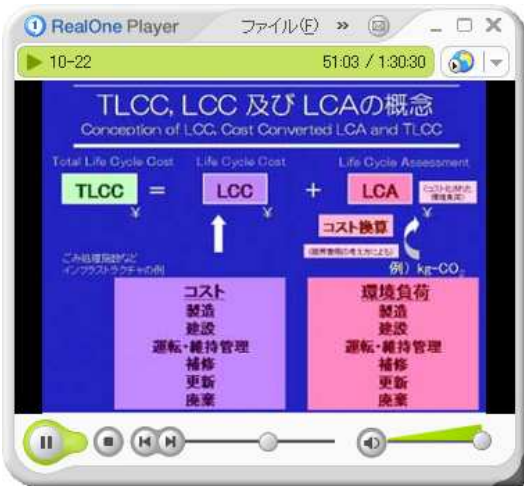 RealOne Player ファイル(F) »
10-22 51:03 / 1:30:30
TLCC, LCC 及び LCAの概念
Conception of LCC, Cost Converted LCA and TLCC
Total Life Cycle Cost Life Cycle Cost Life Cycle Assessment
TLCC = LCC + LCA
¥ ¥ ¥
コスト換算
ごみ処理施設など
インフラストラクチャの例
例) kg-CO2
コスト
製造
建設
運転・維持管理
補修
更新
廃棄
環境負荷
製造
建設
運転・維持管理
補修
更新
廃棄